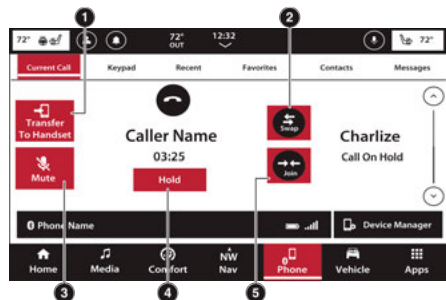 1
2
72°
72° OUT
12:32
72°
Current Call
Keypad
Recent
Favorites
Contacts
Messages
Transfer
To Handset
Mute
Caller Name
03:25
Hold
Swap
Join
Charlize
Call On Hold
Phone Name
Device Manager
Home
Media
Comfort
NW
Nav
Phone
Vehicle
Apps
3
4
5